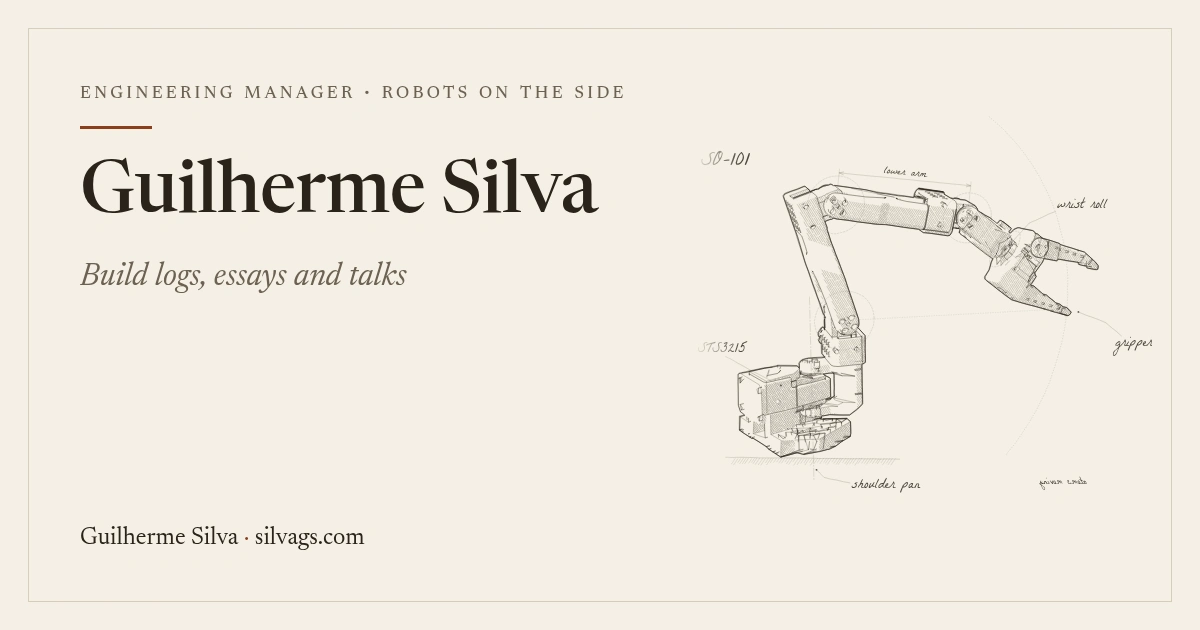 ENGINEERING MANAGER · ROBOTS ON THE SIDE
Guilherme Silva
Build logs, essays and talks
SO-101
lower arm
wrist roll
gripper
STS3215
shoulder pan
Guilherme Silva · silvags.com